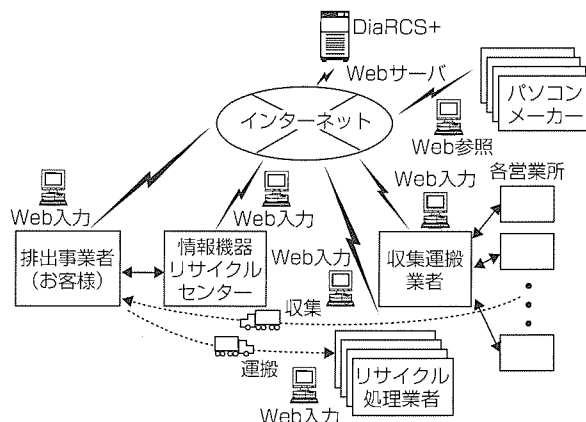 DiaRCS+
Webサーバ
インターネット
パソコン
メーカー
Web参照
Web入力
各営業所
Web入力
Web入力
排出事業者
(お客様)
情報機器
リサイクル
センター
Web入力
収集運搬
業者
収集
運搬
リサイクル
処理業者
Web入力